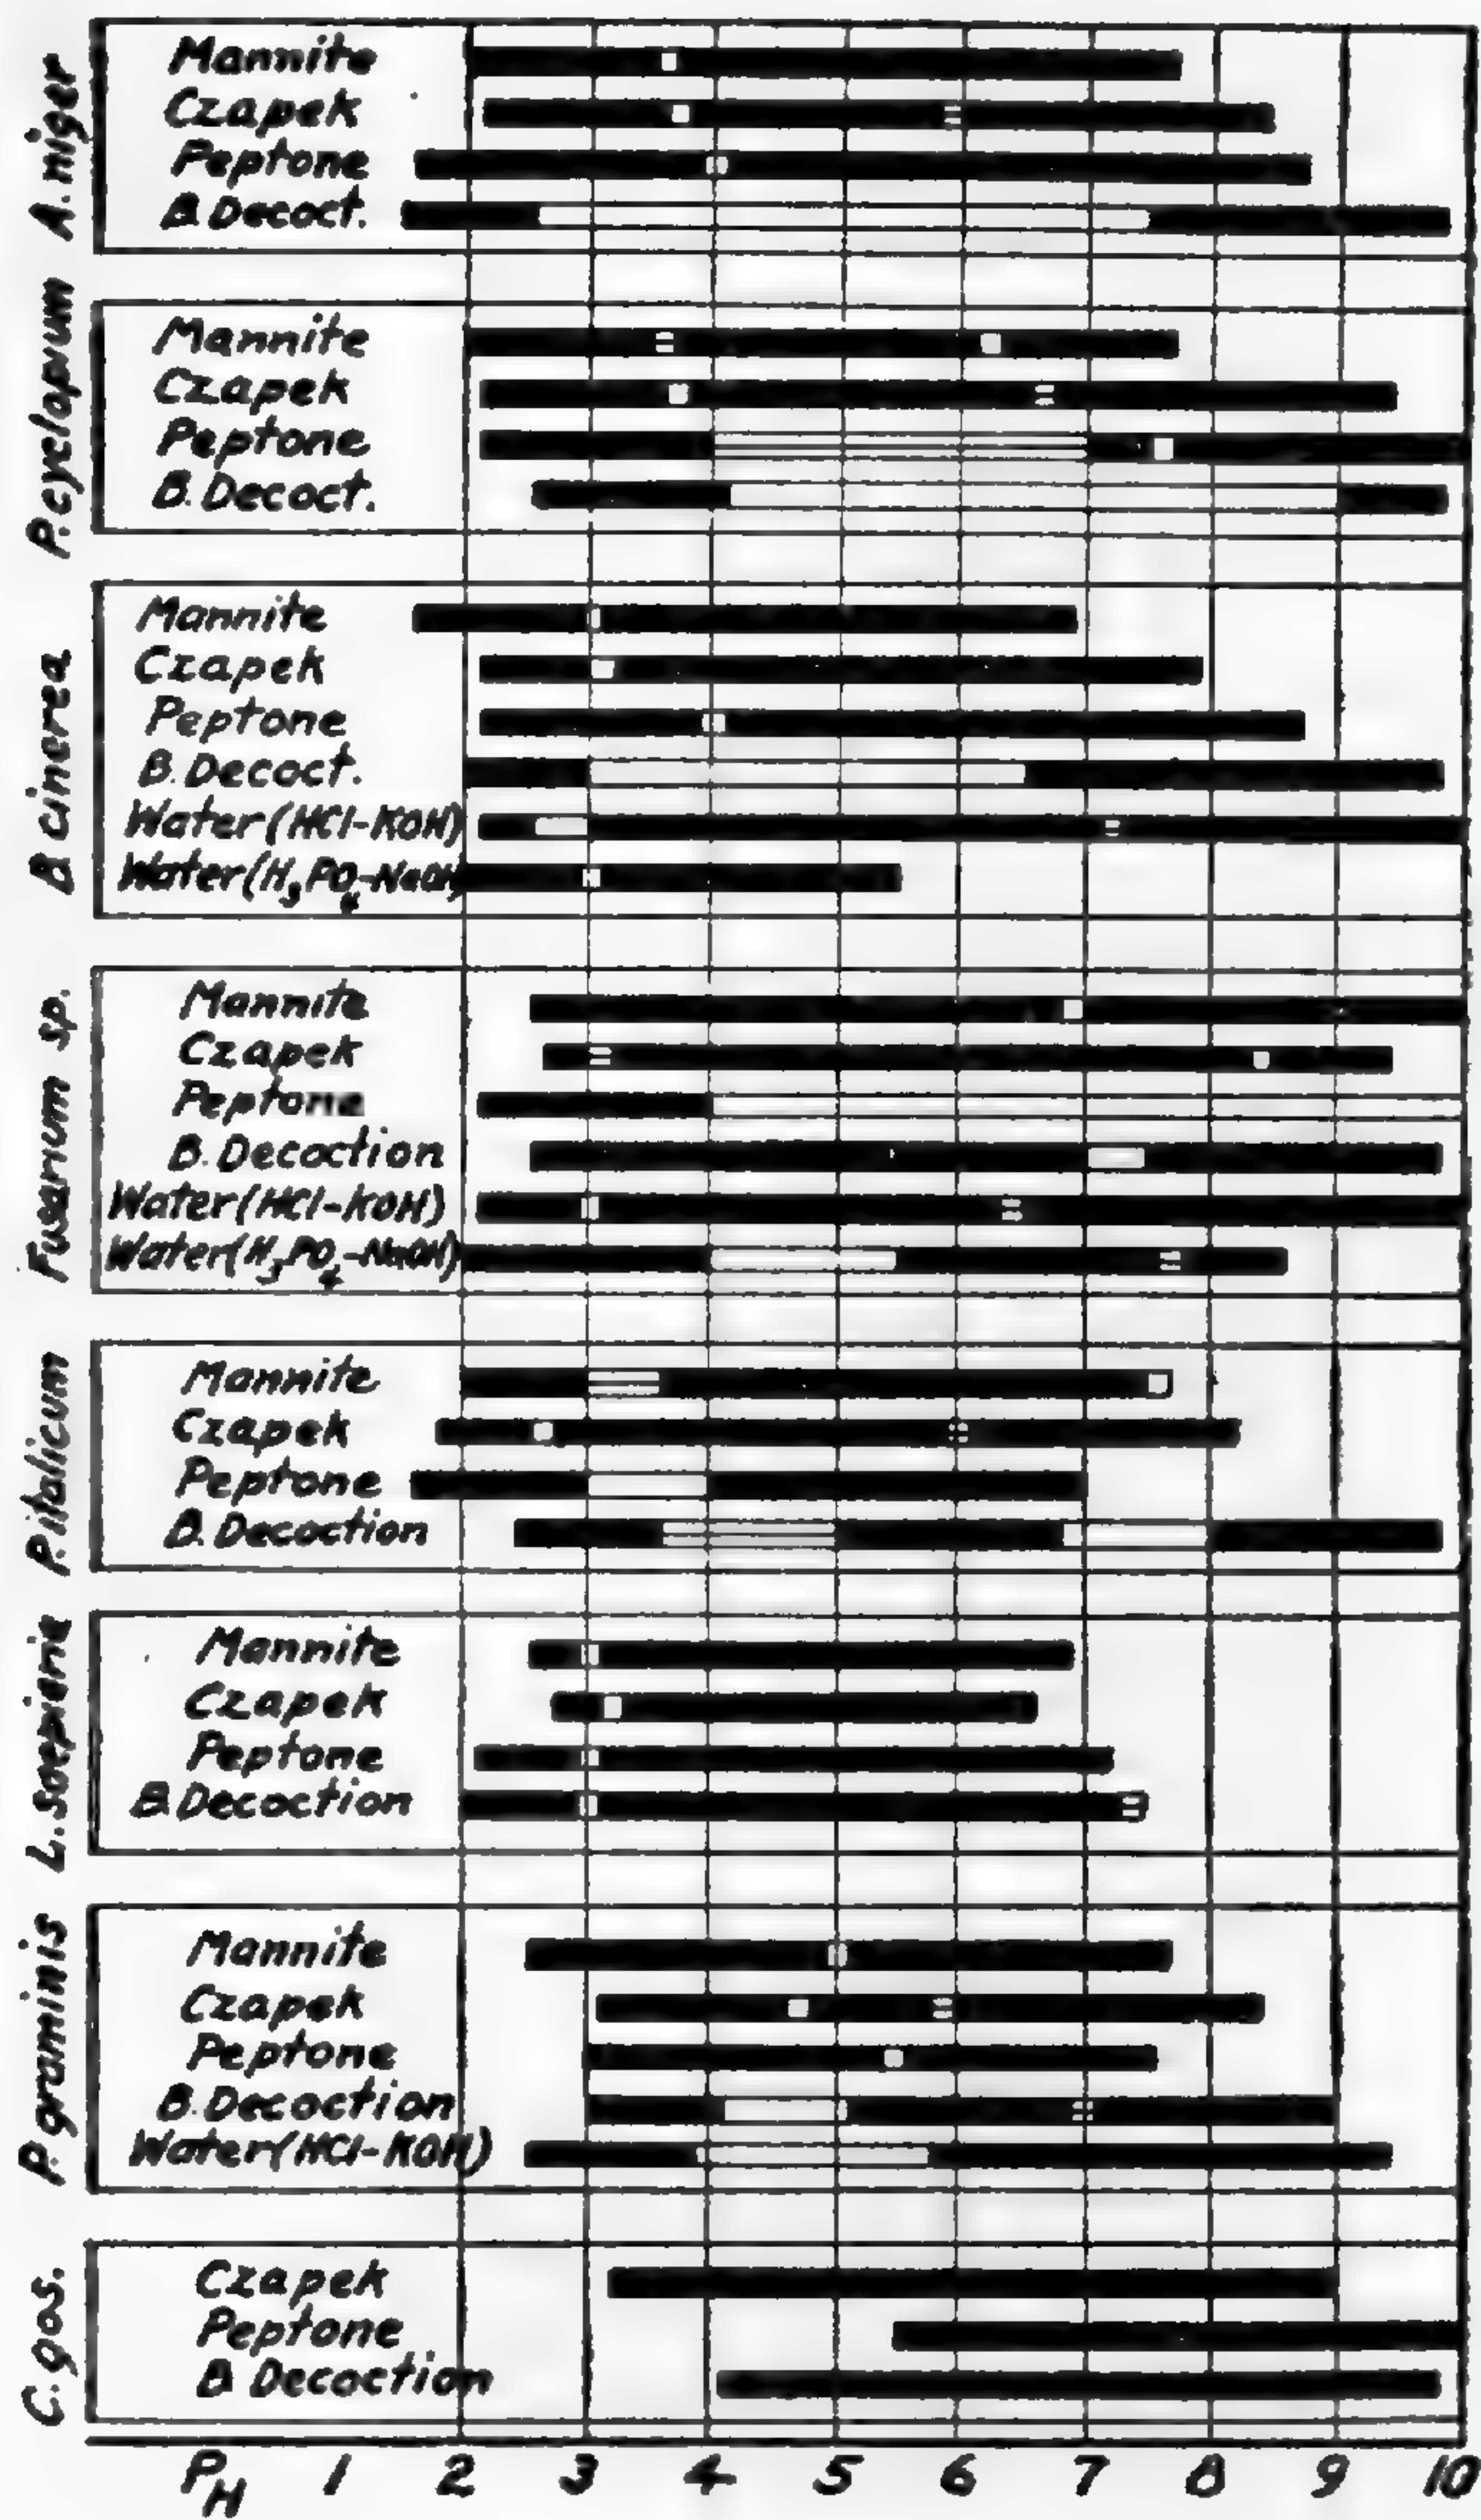 A. niger
Mannite
Czapek
Peptone
B. Decoct.
P. cyclopium
Mannite
Czapek
Peptone
B. Decoct.
B cinerea
Mannite
Czapek
Peptone
B. Decoct.
Water (HCl-KOH)
Water (H3PO4-NaOH)
Fusarium sp.
Mannite
Czapek
Peptone
B. Decoction
Water (HCl-KOH)
Water (H3PO4-NaOH)
P. italicum
Mannite
Czapek
Peptone
B. Decoction
L. saepiaria
Mannite
Czapek
Peptone
B Decoction
P. graminis
Mannite
Czapek
Peptone
B. Decoction
Water (HCl-KOH)
C. gos.
Czapek
Peptone
B Decoction
PH 1 2 3 4 5 6 7 8 9 10